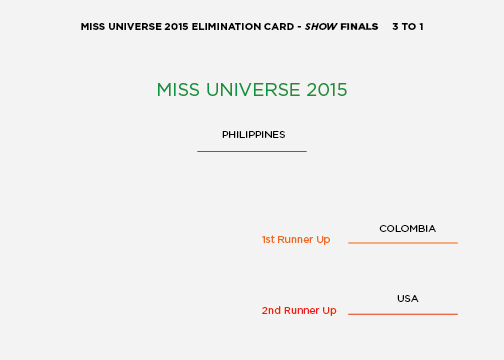 MISS UNIVERSE 2015 ELIMINATION CARD - SHOW FINALS 3 TO 1
MISS UNIVERSE 2015
PHILIPPINES
COLOMBIA
1st Runner Up
USA
2nd Runner Up